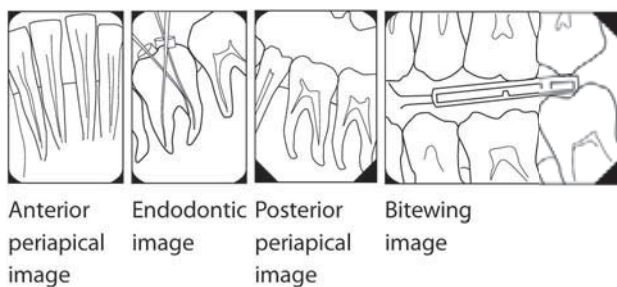 Anterior
periapical
image
Endodontic
image
Posterior
periapical
image
Bitewing
image